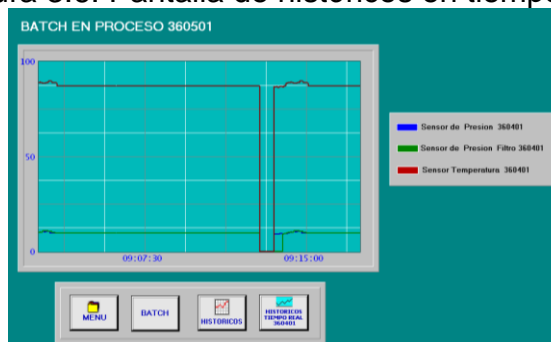 BATCH EN PROCESO 360501
100
50
0
09:07:30
09:15:00
Sensor de Presion 360401
Sensor de Presion Filtro 360401
Sensor Temperatura 360401
MENU
BATCH
HISTORICOS
HISTORICOS
TIEMPO REAL
360401